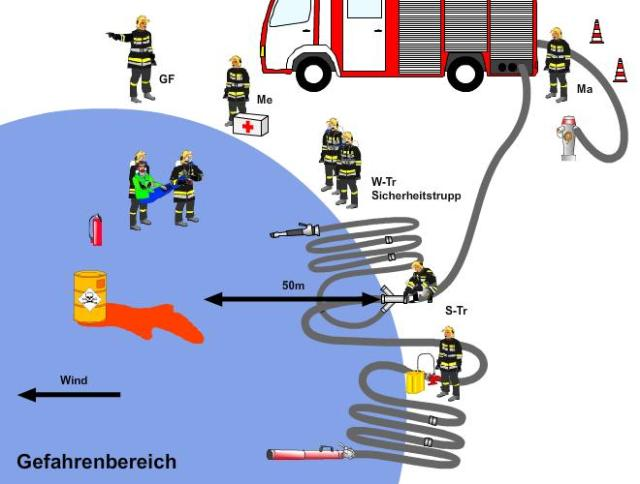 GF
Me
Ma
W-Tr
Sicherheitstrupp
50m
S-Tr
Wind
Gefahrenbereich